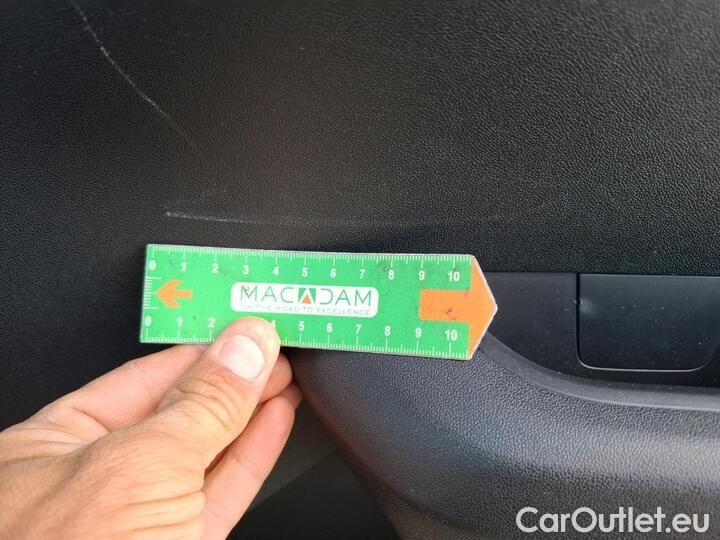 0 1 2 3 4 5 6 7 8 9 10
MACADAM
ON THE ROAD TO EXCELLENCE
0 1 2 4 5 6 7 8 9 10
CarOutlet.eu